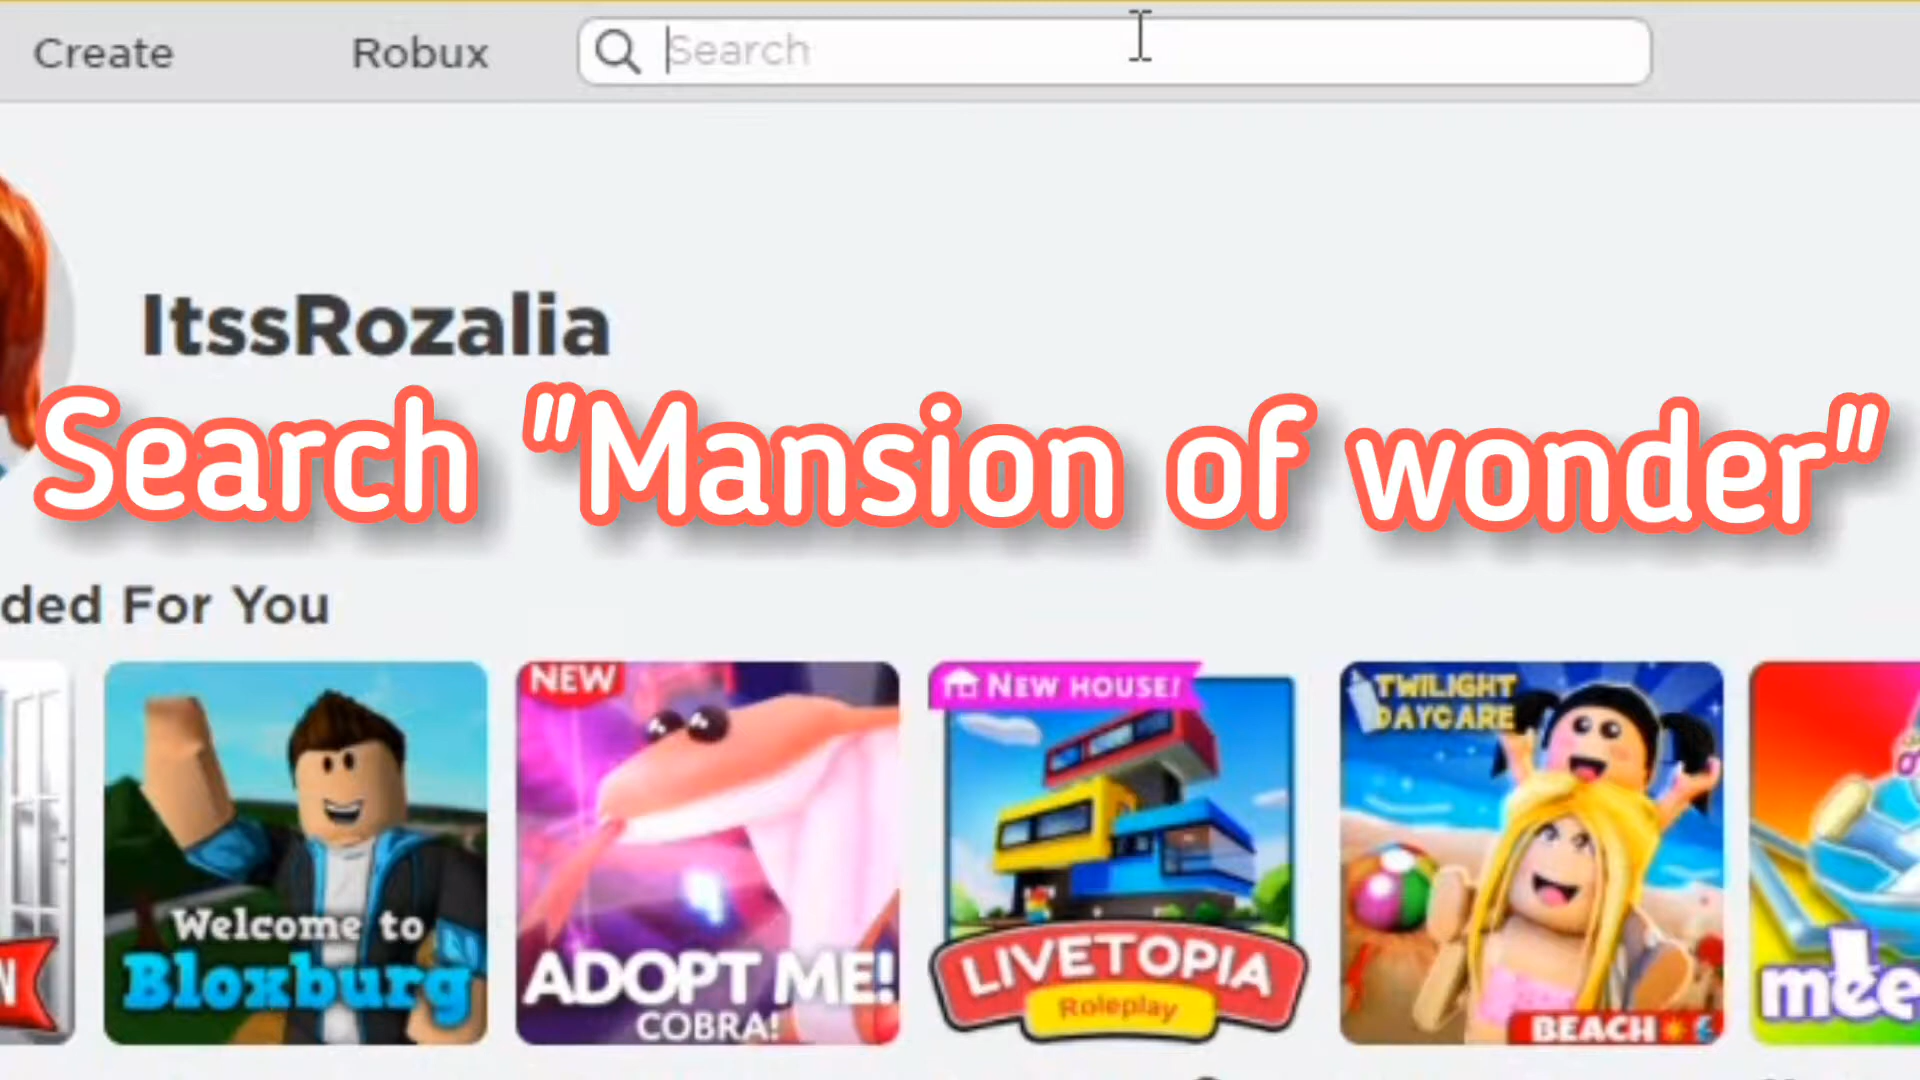 Create Robux Search
ItssRozalia
Search "Mansion of wonder"
ded For You
Welcome to
Bloxburg
NEW
ADOPT ME!
COBRA!
NEW HOUSE!
LIVETOPIA
Roleplay
TWILIGHT
DAYCARE
BEACH
mee
N